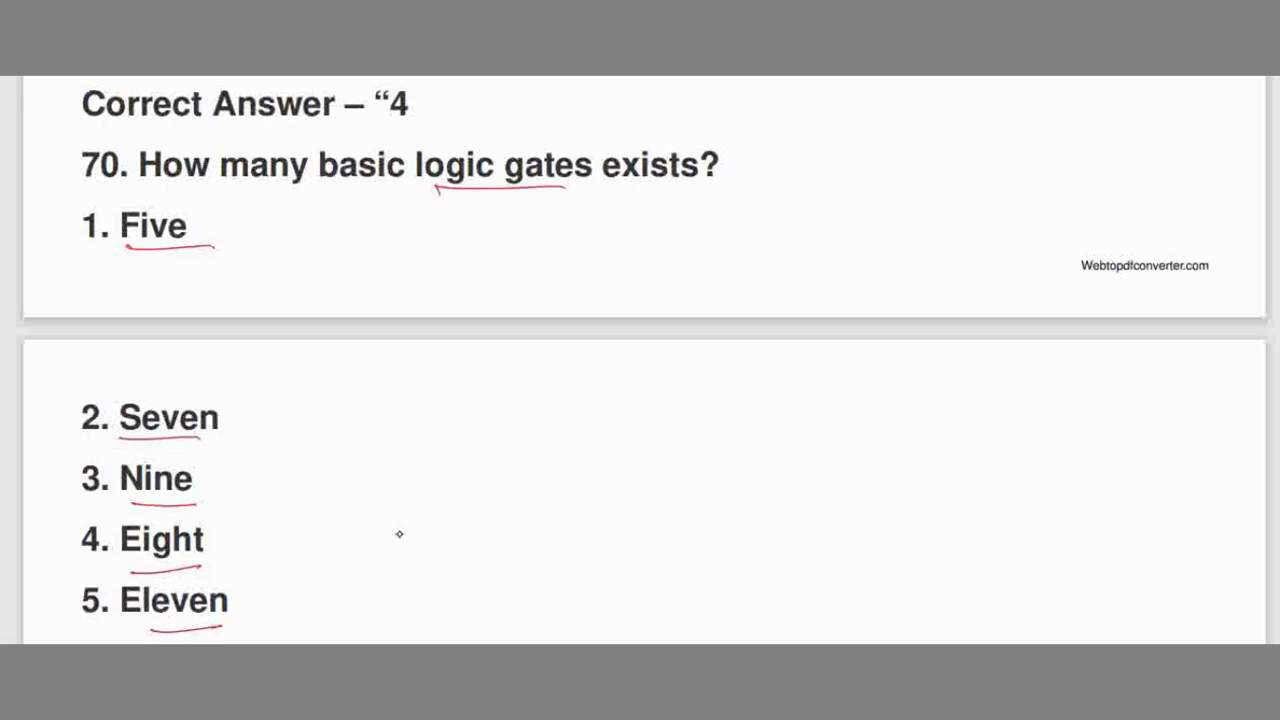 Correct Answer – “4
70. How many basic logic gates exists?
1. Five
Webtopdfconverter.com
2. Seven
3. Nine
4. Eight
5. Eleven